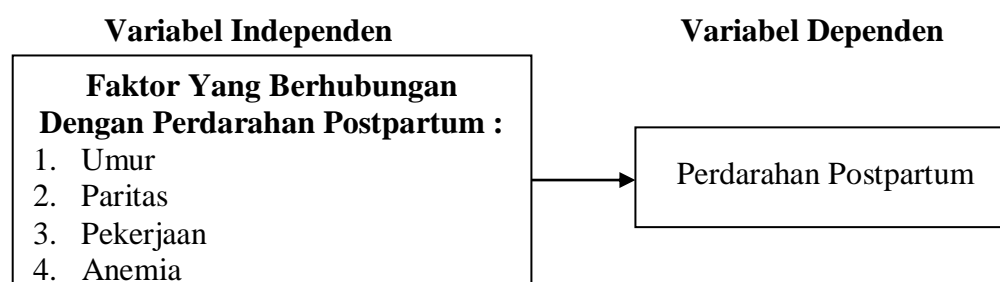 Variabel Independen
Variabel Dependen
Faktor Yang Berhubungan
Dengan Perdarahan Postpartum :
1. Umur
2. Paritas
3. Pekerjaan
4. Anemia
Perdarahan Postpartum